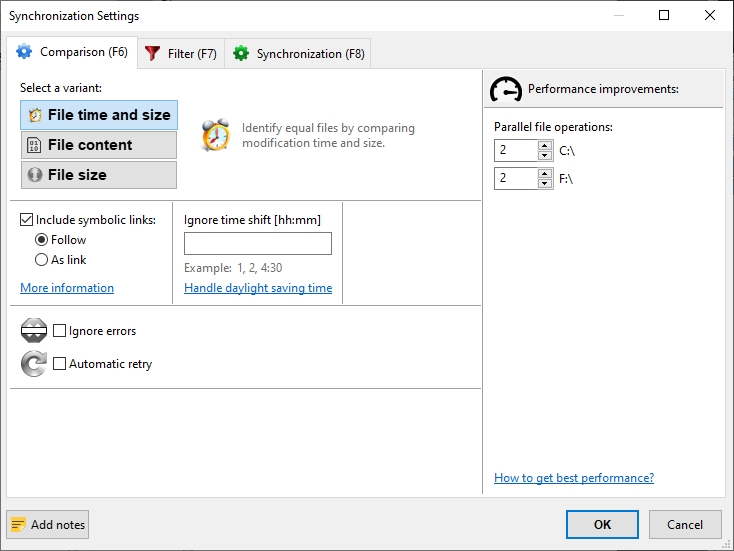 Synchronization Settings
Comparison (F6)
Filter (F7)
Synchronization (F8)
Select a variant:
File time and size
File content
File size
Identify equal files by comparing
modification time and size.
Include symbolic links:
Follow
As link
More information
Ignore time shift [hh:mm]
Example: 1, 2, 4:30
Handle daylight saving time
Ignore errors
Automatic retry
Performance improvements:
Parallel file operations:
2 C:\
2 F:\
How to get best performance?
Add notes
OK
Cancel